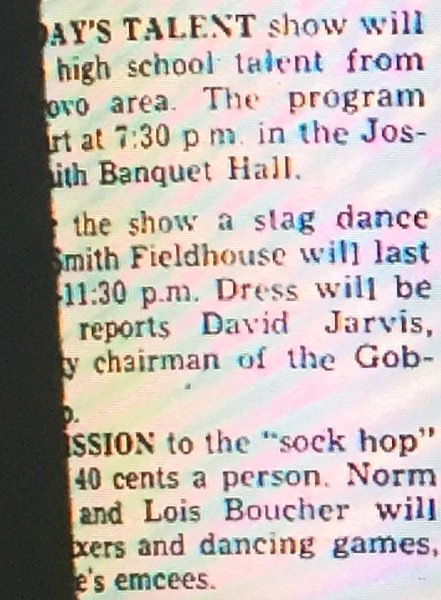 AY'S TALENT show will
high school talent from
ovo area. The program
rt at 7:30 p m. in the Jos-
ith Banquet Hall.
the show a stag dance
Smith Fieldhouse will last
-11:30 p.m. Dress will be
reports David Jarvis,
y chairman of the Gob-
SSION to the "sock hop"
40 cents a person. Norm
and Lois Boucher will
xers and dancing games,
e's emcees.